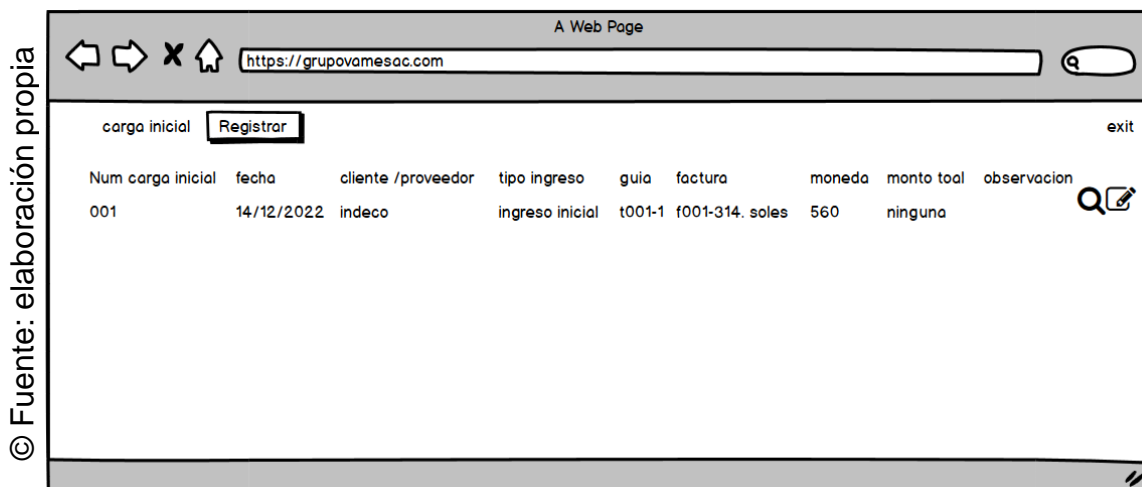 A Web Page
https://grupovamesac.com
carga inicial Registrar exit
Num carga inicial fecha cliente /proveedor tipo ingreso guia factura moneda monto toal observacion
001 14/12/2022 indeco ingreso inicial t001-1 f001-314. soles 560 ninguna
© Fuente: elaboración propia